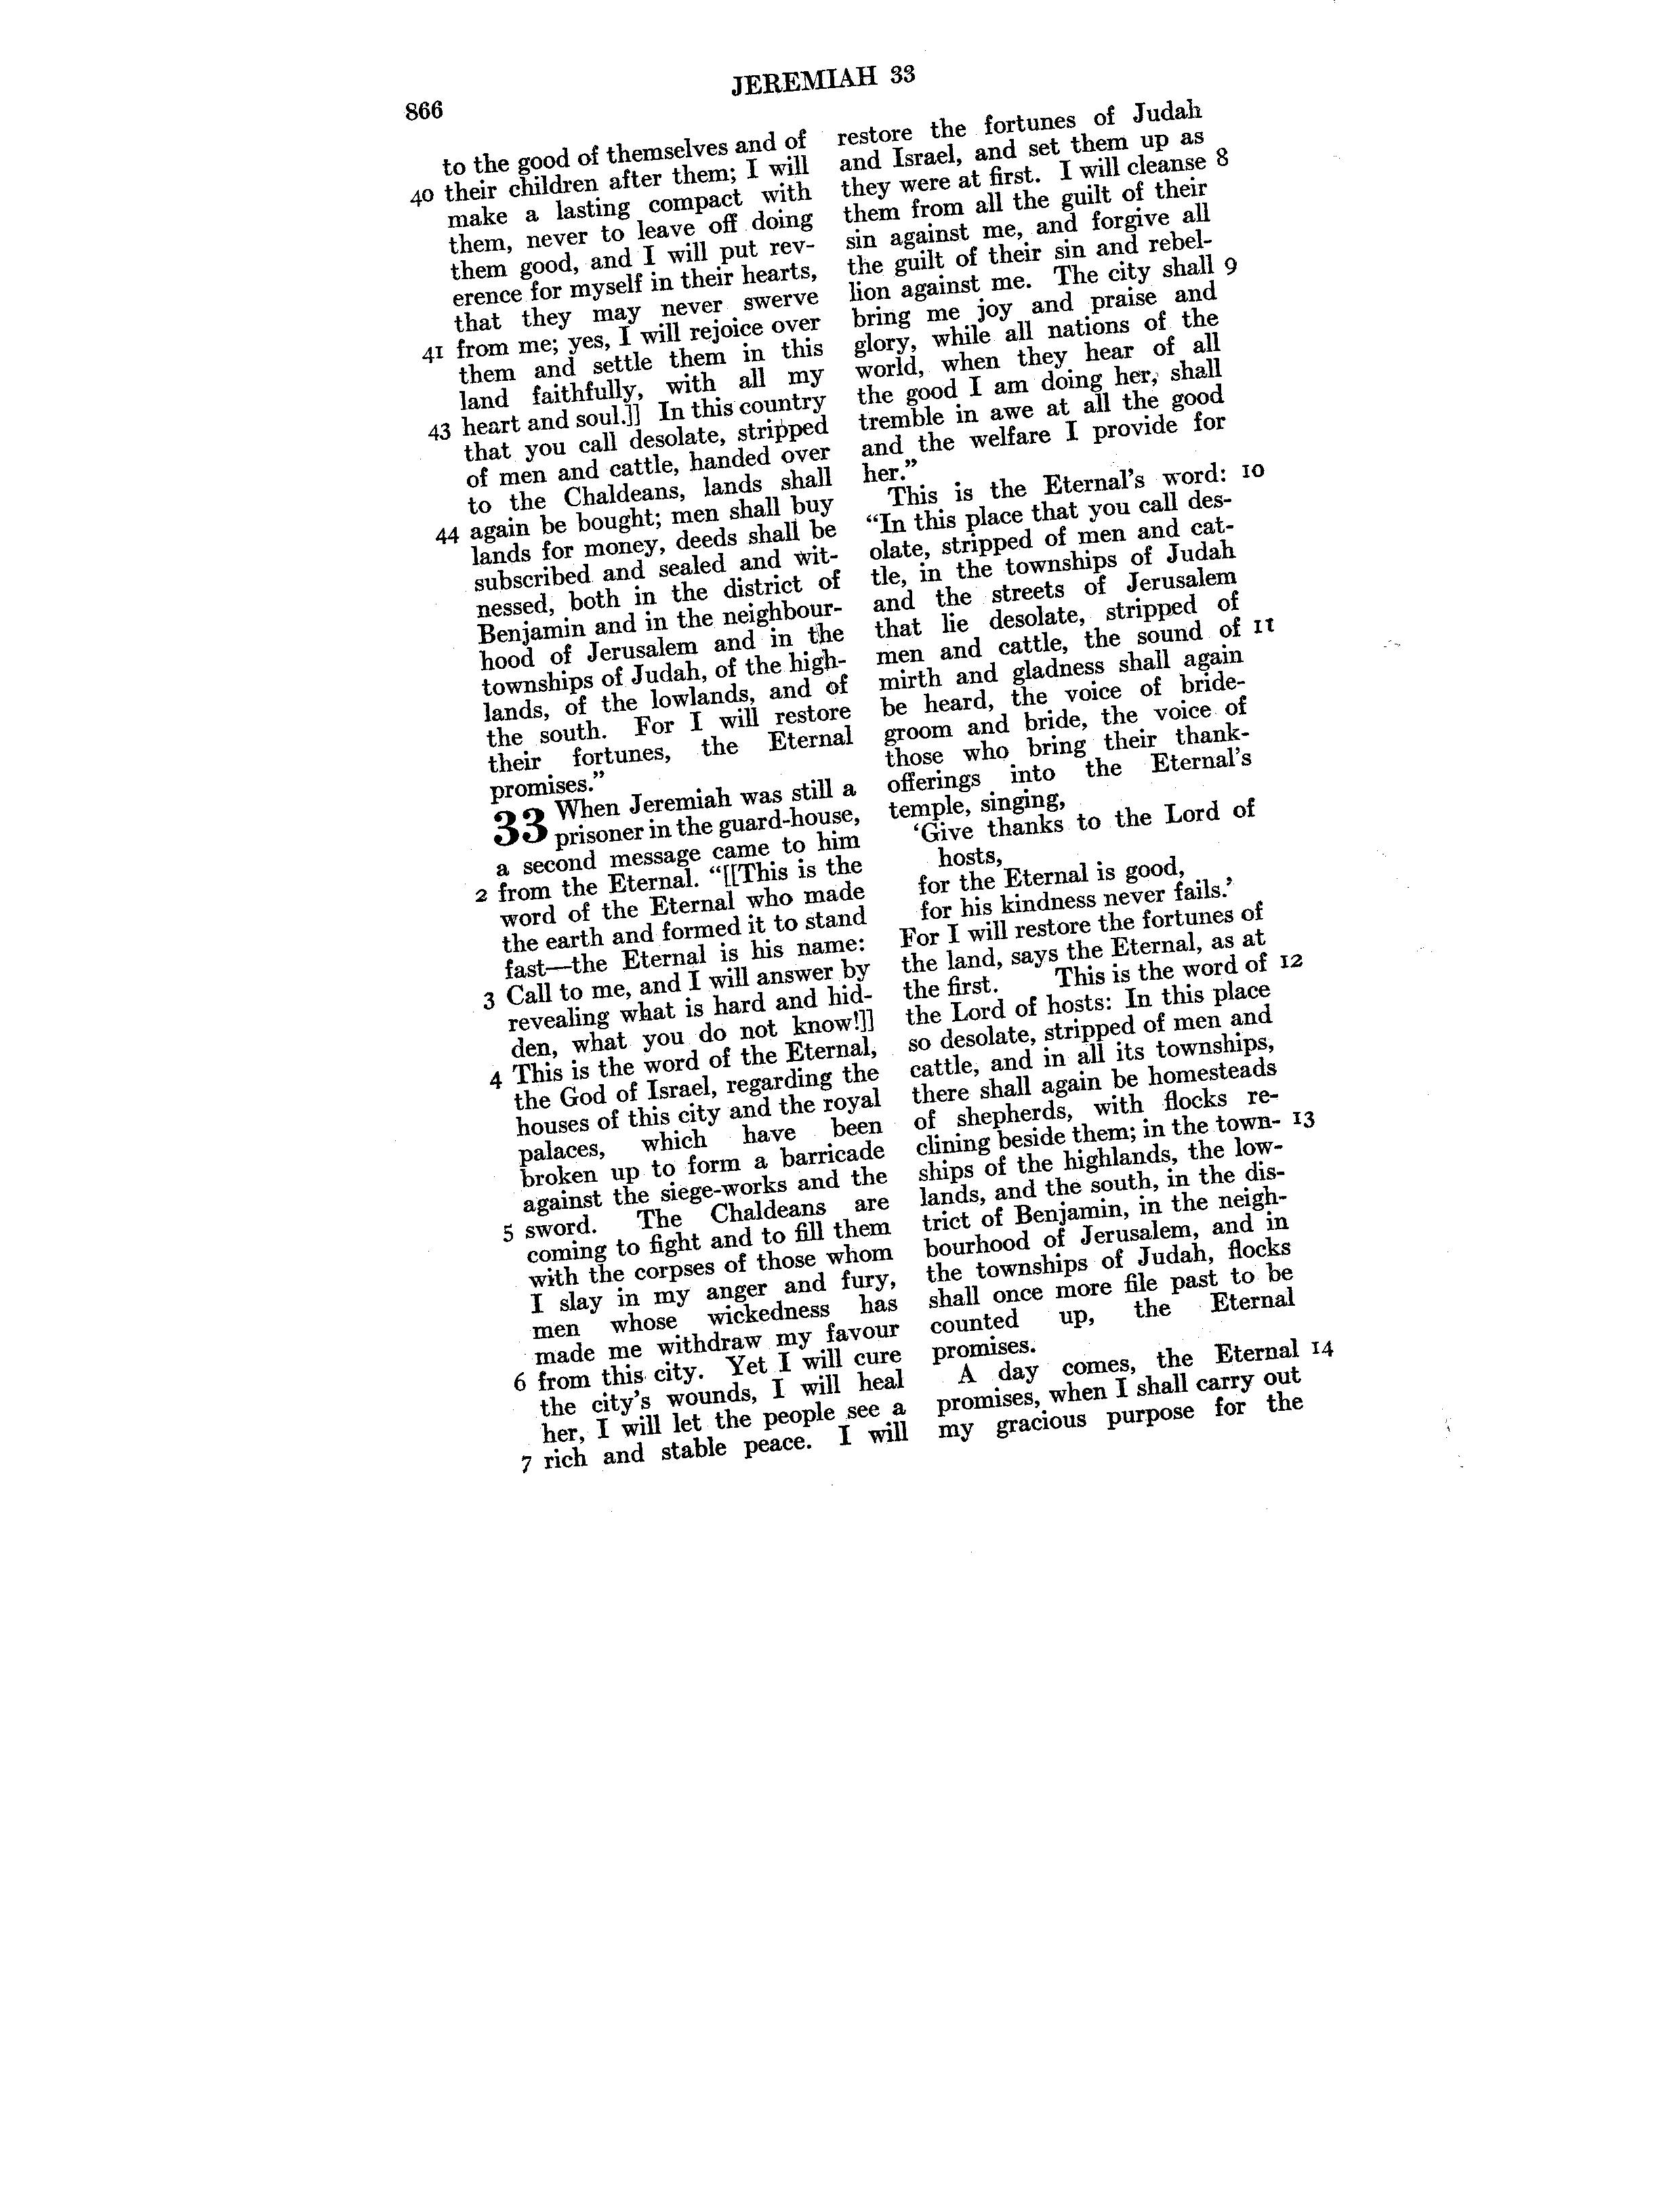 866
JEREMIAH 33
to the good of themselves and of
40 their children after them; I will
make a lasting compact with
them, never to leave off doing
them good, and I will put rev-
erence for myself in their hearts,
that they may never swerve
41 from me; yes, I will rejoice over
them and settle them in this
land faithfully, with all my
43 heart and soul.]] In this country
that you call desolate, stripped
of men and cattle, handed over
to the Chaldeans, lands shall
44 again be bought; men shall buy
lands for money, deeds shall be
subscribed and sealed and wit-
nessed, both in the district of
Benjamin and in the neighbour-
hood of Jerusalem and in the
townships of Judah, of the high-
lands, of the lowlands, and of
the south. For I will restore
their fortunes, the Eternal
promises.”
33 When Jeremiah was still a
prisoner in the guard-house,
a second message came to him
2 from the Eternal. “[[This is the
word of the Eternal who made
the earth and formed it to stand
fast—the Eternal is his name:
3 Call to me, and I will answer by
revealing what is hard and hid-
den, what you do not know!]]
4 This is the word of the Eternal,
the God of Israel, regarding the
houses of this city and the royal
palaces, which have been
broken up to form a barricade
against the siege-works and the
5 sword. The Chaldeans are
coming to fight and to fill them
with the corpses of those whom
I slay in my anger and fury,
men whose wickedness has
made me withdraw my favour
6 from this city. Yet I will cure
the city’s wounds, I will heal
her, I will let the people see a
7 rich and stable peace. I will
restore the fortunes of Judah
and Israel, and set them up as
they were at first. I will cleanse 8
them from all the guilt of their
sin against me, and forgive all
the guilt of their sin and rebel-
lion against me. The city shall 9
bring me joy and praise and
glory, while all nations of the
world, when they hear of all
the good I am doing her, shall
tremble in awe at all the good
and the welfare I provide for
her.”
This is the Eternal’s word: 10
“In this place that you call des-
olate, stripped of men and cat-
tle, in the townships of Judah
and the streets of Jerusalem
that lie desolate, stripped of
men and cattle, the sound of 11
mirth and gladness shall again
be heard, the voice of bride-
groom and bride, the voice of
those who bring their thank-
offerings into the Eternal’s
temple, singing,
‘Give thanks to the Lord of
hosts,
for the Eternal is good,
for his kindness never fails.’
For I will restore the fortunes of
the land, says the Eternal, as at
the first. This is the word of 12
the Lord of hosts: In this place
so desolate, stripped of men and
cattle, and in all its townships,
there shall again be homesteads
of shepherds, with flocks re-
clining beside them; in the town- 13
ships of the highlands, the low-
lands, and the south, in the dis-
trict of Benjamin, in the neigh-
bourhood of Jerusalem, and in
the townships of Judah, flocks
shall once more file past to be
counted up, the Eternal
promises.
A day comes, the Eternal 14
promises, when I shall carry out
my gracious purpose for the